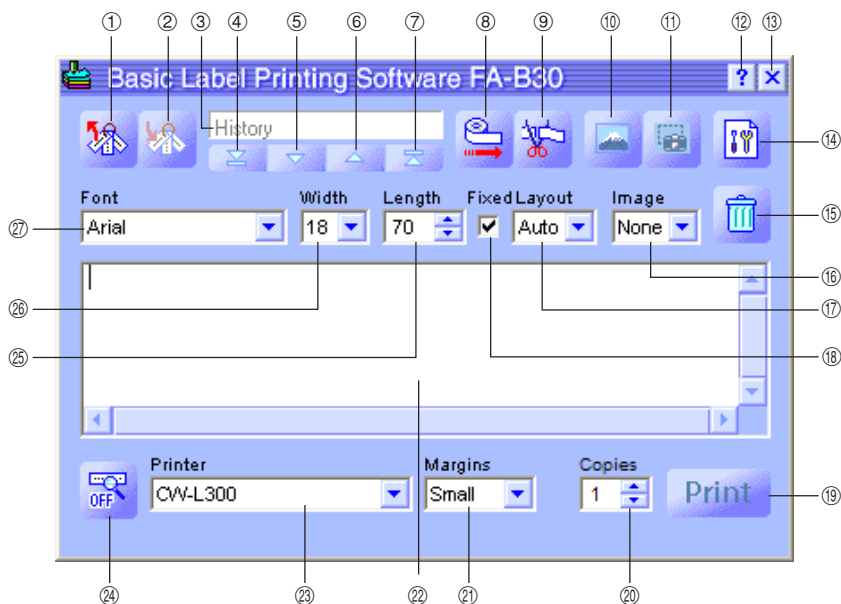 ① ② ③ ④ ⑤ ⑥ ⑦ ⑧ ⑨ ⑩ ⑪ ⑫ ⑬
Basic Label Printing Software FA-B30 ? ×
History
⑭
Font Width Length Fixed Layout Image
⑮
㉗ Arial 18 70 Auto None
⑯
㉖ ⑰
㉕ ⑱
Printer Margins Copies
OFF CW-L300 Small 1 Print ⑲
㉔ ㉓ ㉒ ㉑ ⑳